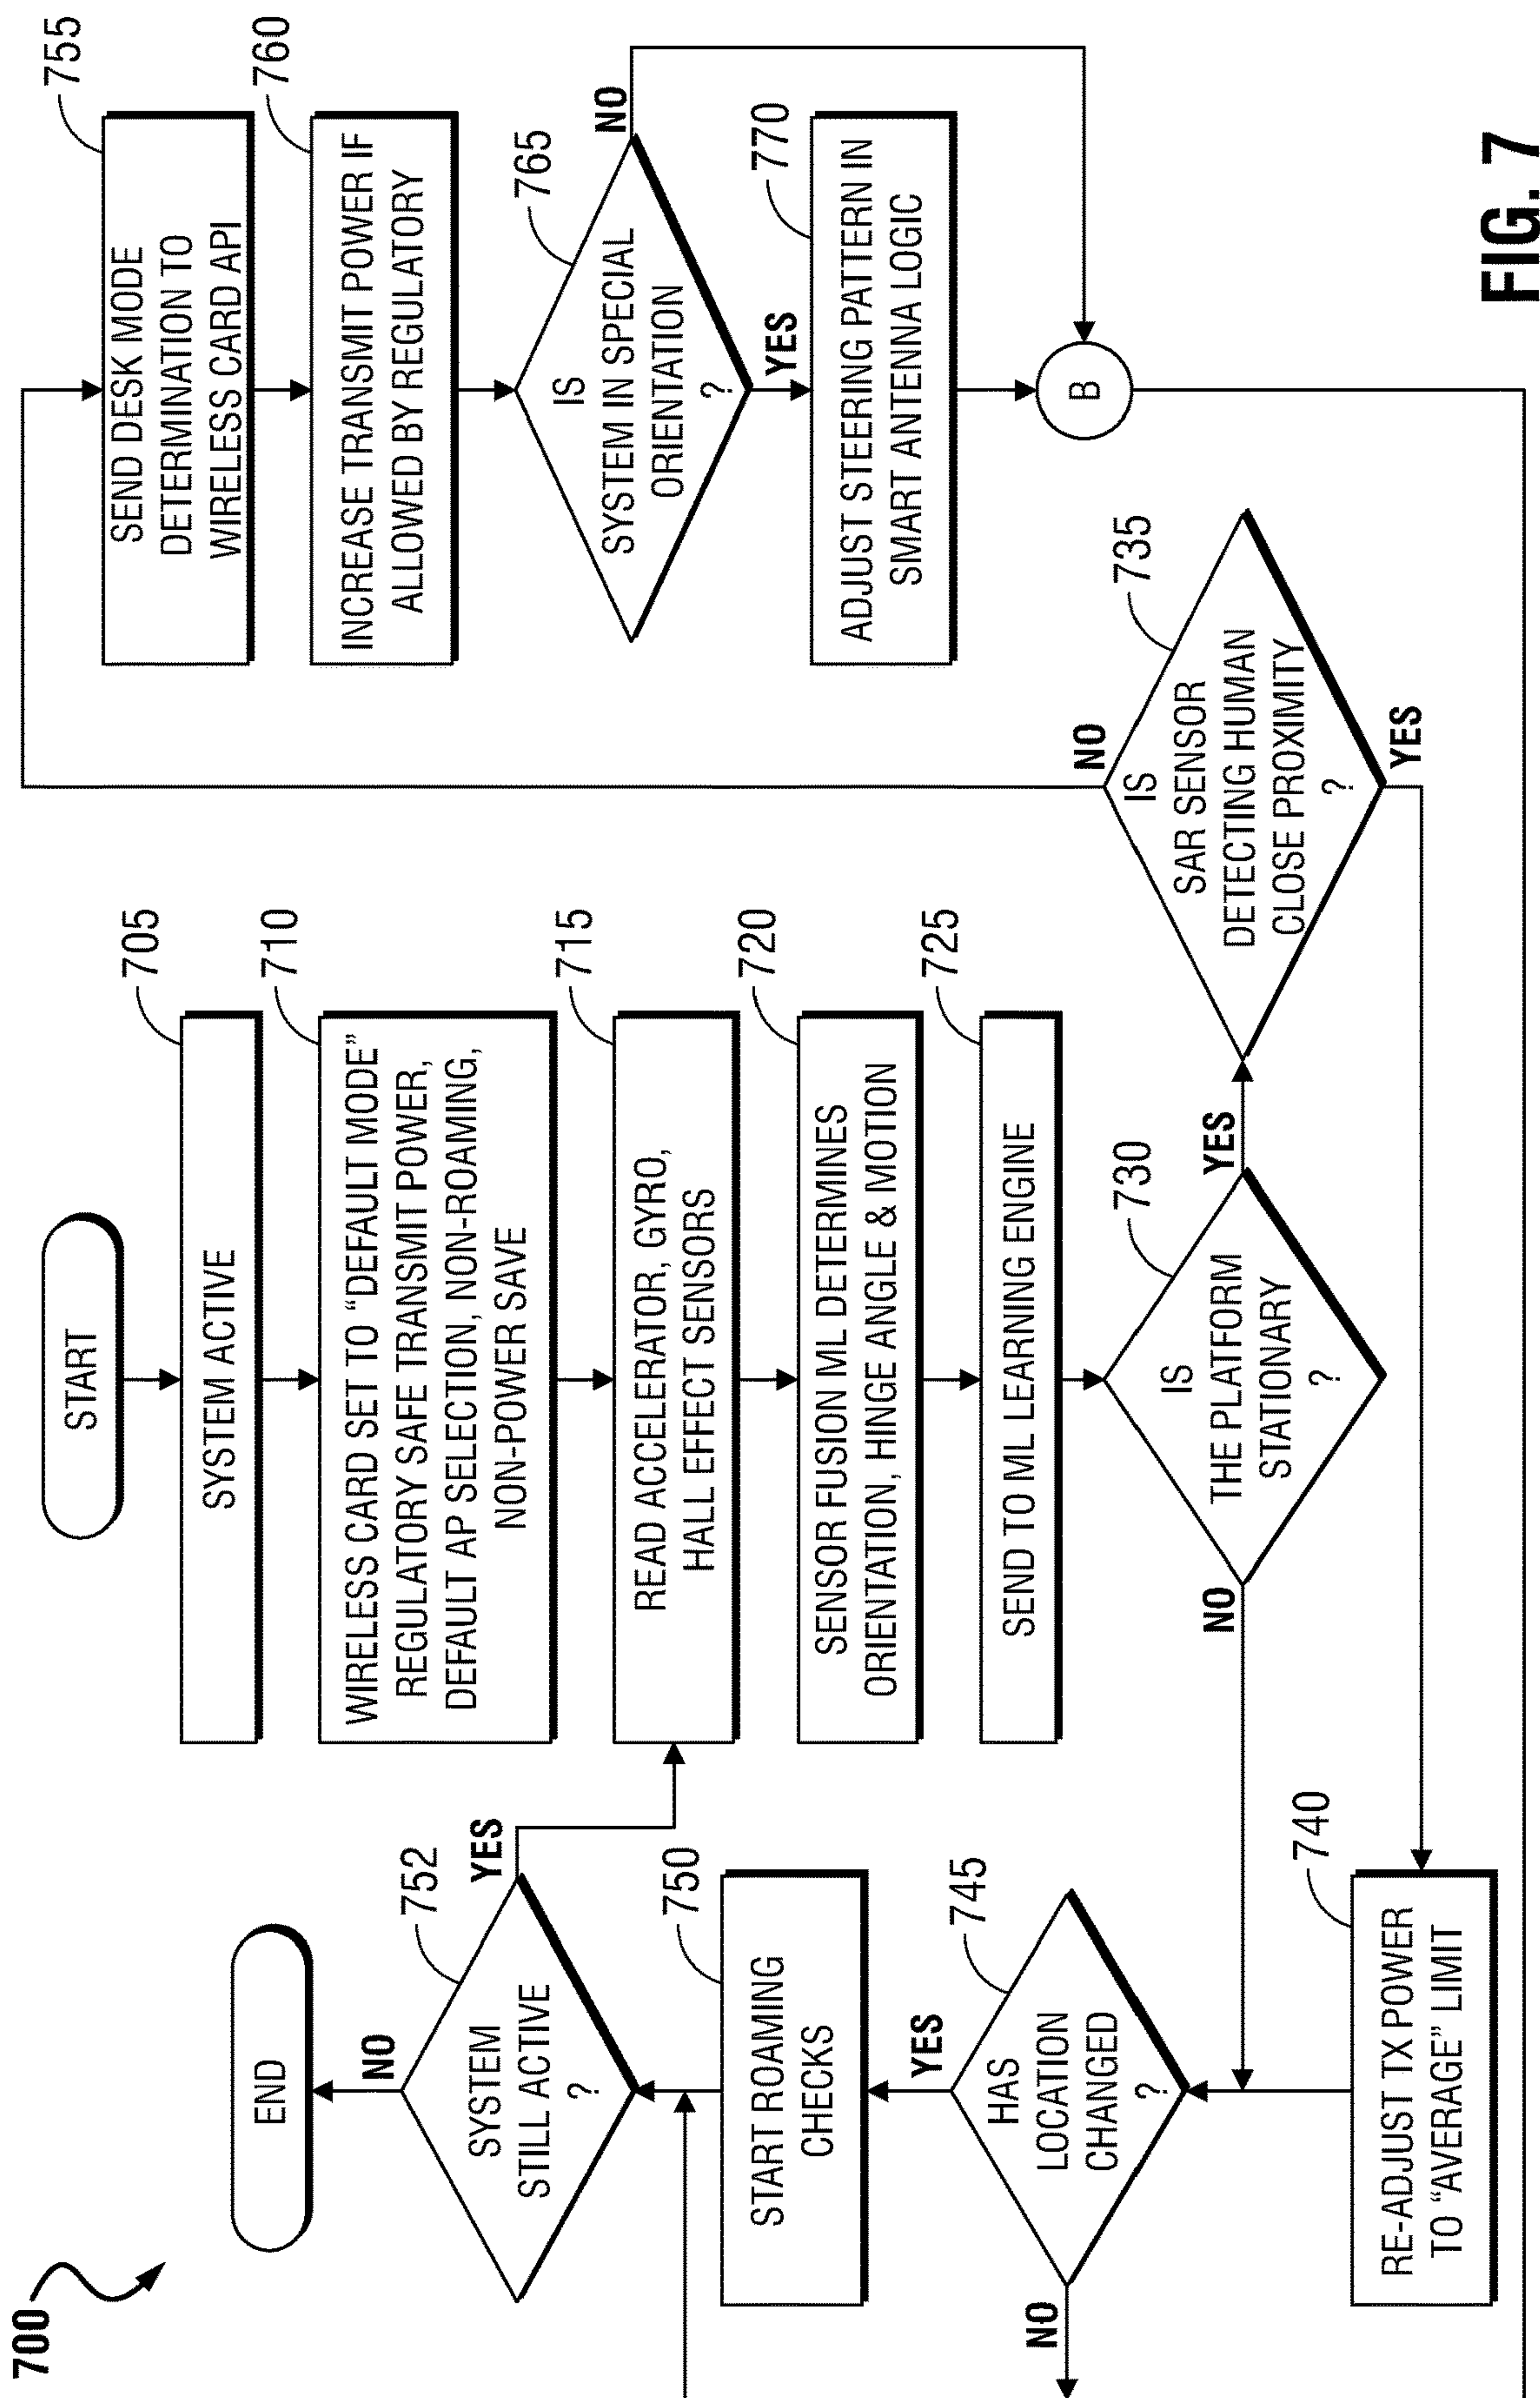 700
START
705
SYSTEM ACTIVE
710
WIRELESS CARD SET TO “DEFAULT MODE”
REGULATORY SAFE TRANSMIT POWER,
DEFAULT AP SELECTION, NON-ROAMING,
NON-POWER SAVE
715
READ ACCELERATOR, GYRO,
HALL EFFECT SENSORS
720
SENSOR FUSION ML DETERMINES
ORIENTATION, HINGE ANGLE & MOTION
725
SEND TO ML LEARNING ENGINE
730
IS
THE PLATFORM
STATIONARY
?
NO
YES
735
IS
SAR SENSOR
DETECTING HUMAN
CLOSE PROXIMITY
?
NO
YES
740
RE-ADJUST TX POWER
TO “AVERAGE” LIMIT
745
HAS
LOCATION
CHANGED
?
NO
YES
750
START ROAMING
CHECKS
752
SYSTEM
STILL ACTIVE
?
YES
NO
END
755
SEND DESK MODE
DETERMINATION TO
WIRELESS CARD API
760
INCREASE TRANSMIT POWER IF
ALLOWED BY REGULATORY
765
IS
SYSTEM IN SPECIAL
ORIENTATION
?
NO
YES
770
ADJUST STEERING PATTERN IN
SMART ANTENNA LOGIC
B
FIG. 7